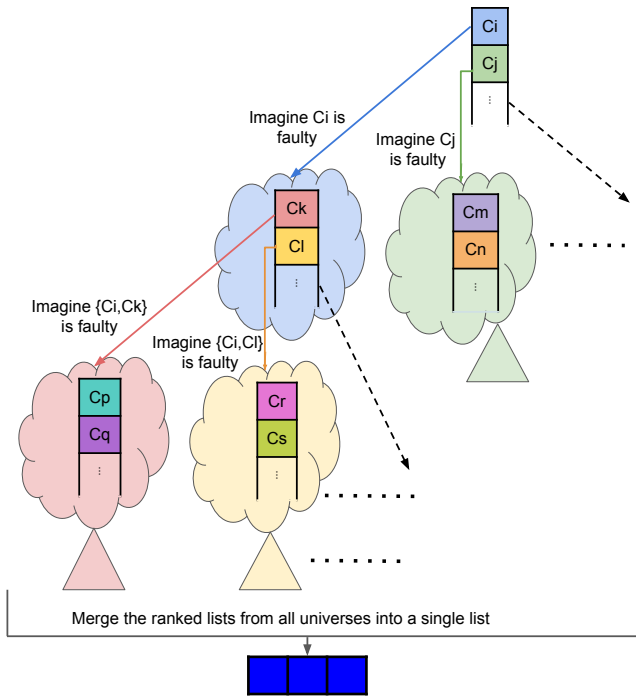 Ci
Cj
...
Imagine Ci is
faulty
Imagine Cj
is faulty
Ck
Cl
...
Cm
Cn
...
Imagine {Ci,Ck}
is faulty
Imagine {Ci,Cl}
is faulty
Cp
Cq
...
Cr
Cs
...
Merge the ranked lists from all universes into a single list